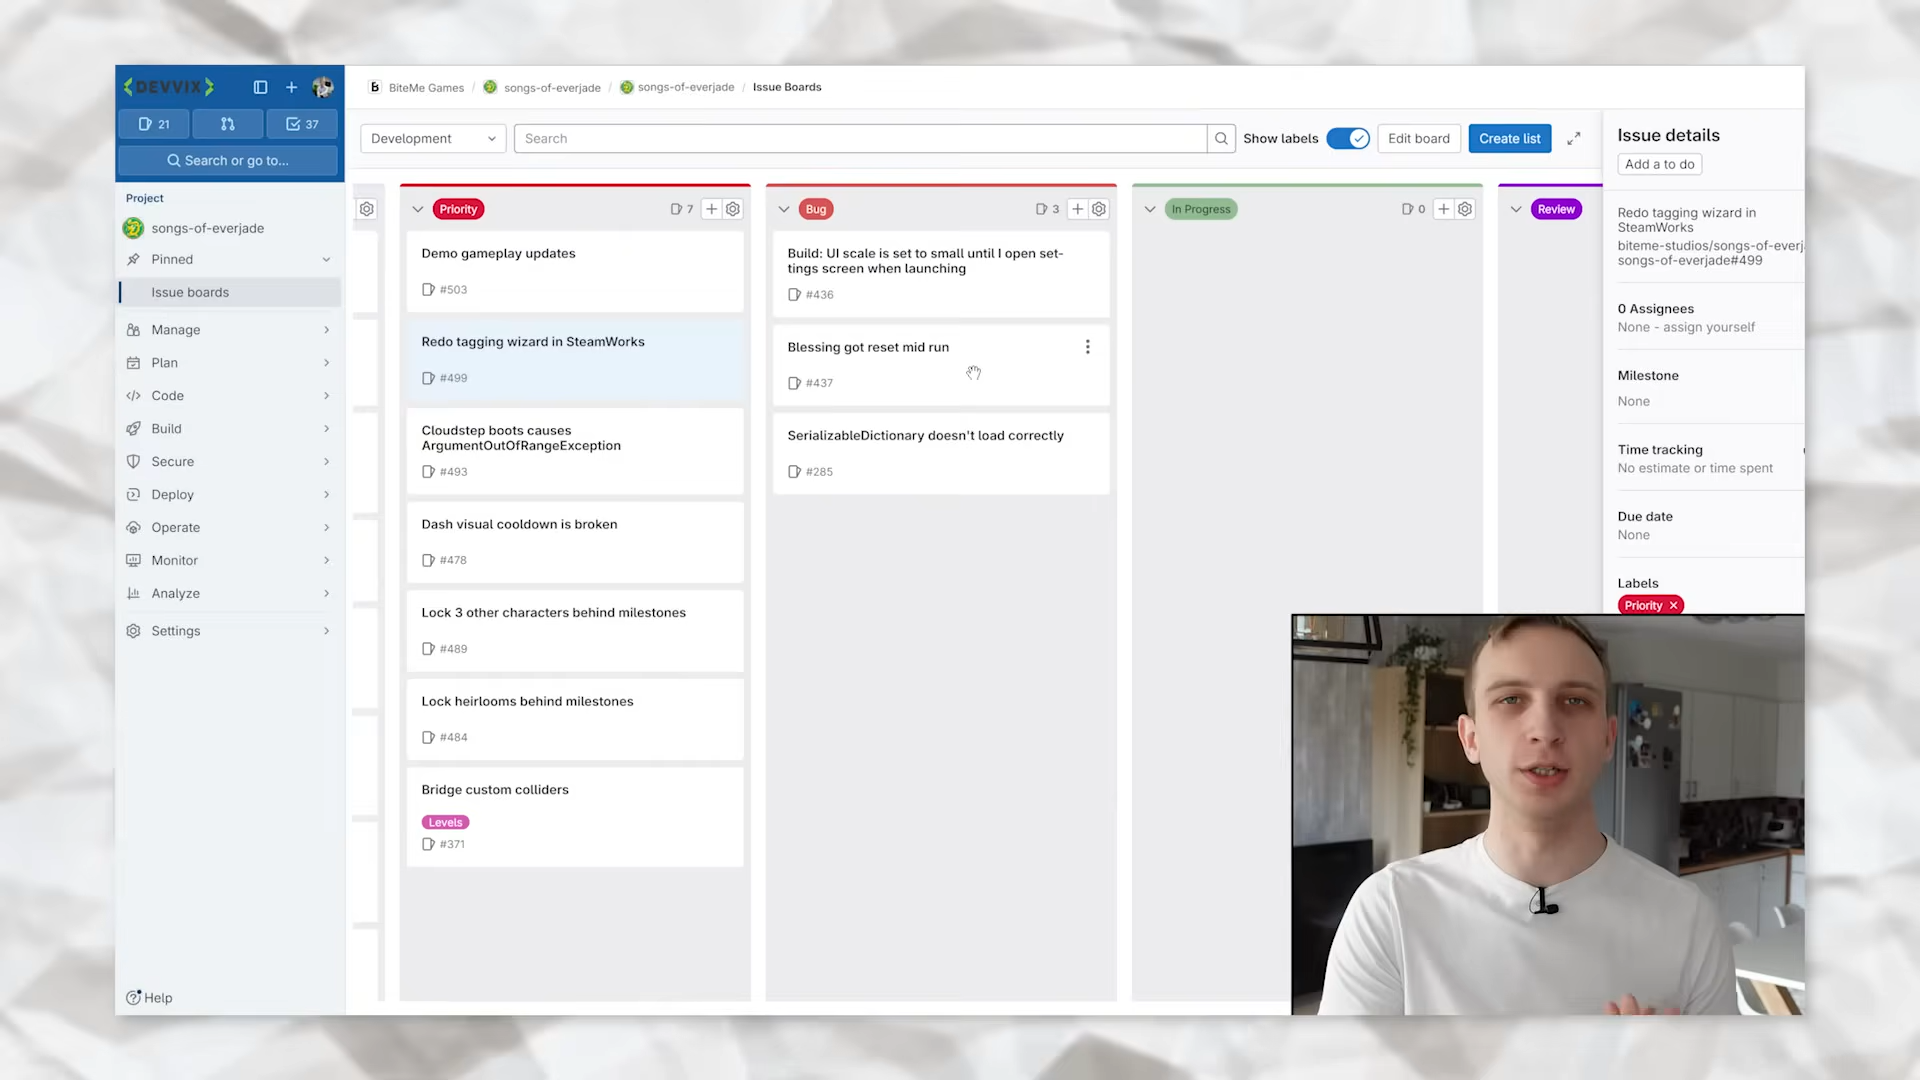 DEVVIX
21
37
Search or go to...
Project
songs-of-everjade
Pinned
Issue boards
Manage
Plan
Code
Build
Secure
Deploy
Operate
Monitor
Analyze
Settings
Help
B BiteMe Games / songs-of-everjade / songs-of-everjade / Issue Boards
Development
Search
Show labels
Edit board
Create list
Priority
7
Demo gameplay updates
#503
Redo tagging wizard in SteamWorks
#499
Cloudstep boots causes
ArgumentOutOfRangeException
#493
Dash visual cooldown is broken
#478
Lock 3 other characters behind milestones
#489
Lock heirlooms behind milestones
#484
Bridge custom colliders
Levels
#371
Bug
3
Build: UI scale is set to small until I open set-
tings screen when launching
#436
Blessing got reset mid run
#437
SerializableDictionary doesn't load correctly
#285
In Progress
0
Review
Issue details
Add a to do
Redo tagging wizard in
SteamWorks
biteme-studios/songs-of-everj
songs-of-everjade#499
0 Assignees
None - assign yourself
Milestone
None
Time tracking
No estimate or time spent
Due date
None
Labels
Priority